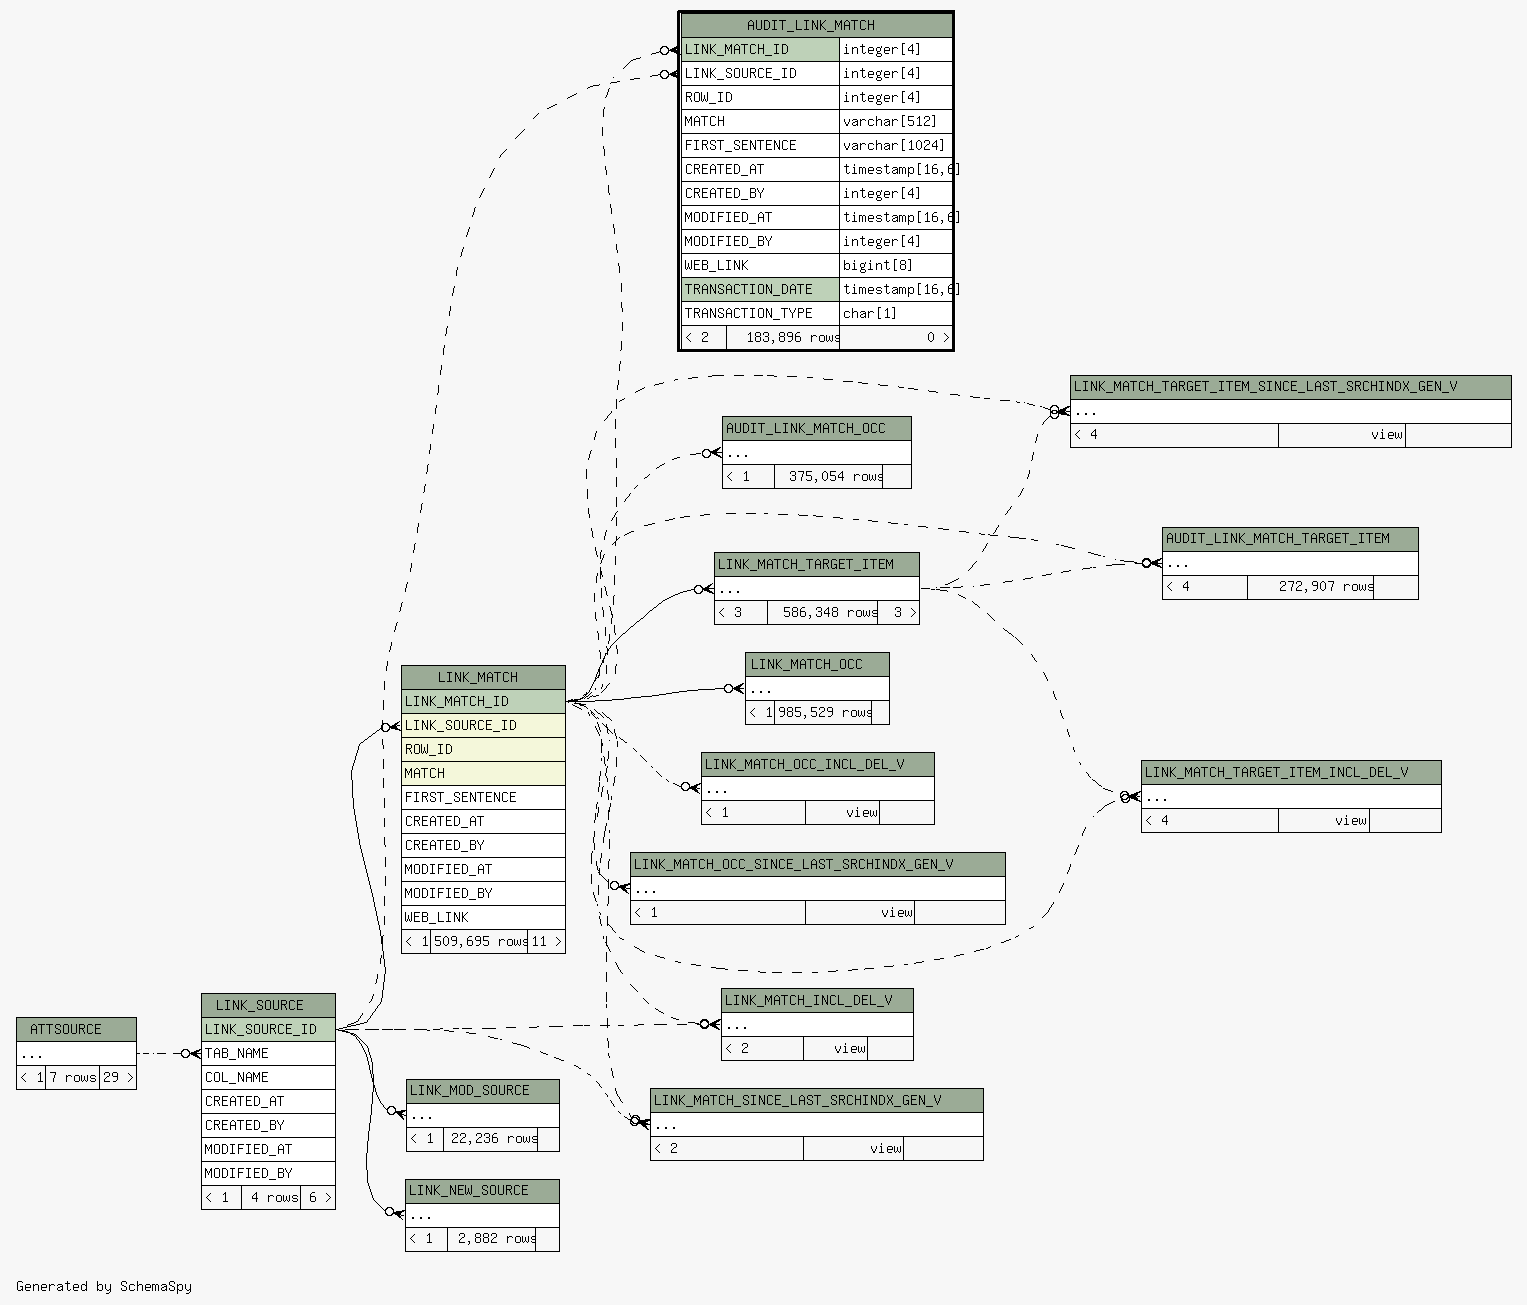 AUDIT_LINK_MATCH
LINK_MATCH_ID integer[4]
LINK_SOURCE_ID integer[4]
ROW_ID integer[4]
MATCH varchar[512]
FIRST_SENTENCE varchar[1024]
CREATED_AT timestamp[16,6]
CREATED_BY integer[4]
MODIFIED_AT timestamp[16,6]
MODIFIED_BY integer[4]
WEB_LINK bigint[8]
TRANSACTION_DATE timestamp[16,6]
TRANSACTION_TYPE char[1]
< 2 183,896 rows 0 >
LINK_MATCH_TARGET_ITEM_SINCE_LAST_SRCHINDX_GEN_V
...
< 4 view
AUDIT_LINK_MATCH_OCC
...
< 1 375,054 rows
AUDIT_LINK_MATCH_TARGET_ITEM
...
< 4 272,907 rows
LINK_MATCH_TARGET_ITEM
...
< 3 586,348 rows 3 >
LINK_MATCH_OCC
...
< 1 985,529 rows
LINK_MATCH
LINK_MATCH_ID
LINK_SOURCE_ID
ROW_ID
MATCH
FIRST_SENTENCE
CREATED_AT
CREATED_BY
MODIFIED_AT
MODIFIED_BY
WEB_LINK
< 1 509,695 rows 11 >
LINK_MATCH_OCC_INCL_DEL_V
...
< 1 view
LINK_MATCH_TARGET_ITEM_INCL_DEL_V
...
< 4 view
LINK_MATCH_OCC_SINCE_LAST_SRCHINDX_GEN_V
...
< 1 view
LINK_MATCH_INCL_DEL_V
...
< 2 view
ATTSOURCE
...
< 1 7 rows 29 >
LINK_SOURCE
LINK_SOURCE_ID
TAB_NAME
COL_NAME
CREATED_AT
CREATED_BY
MODIFIED_AT
MODIFIED_BY
< 1 4 rows 6 >
LINK_MOD_SOURCE
...
< 1 22,236 rows
LINK_MATCH_SINCE_LAST_SRCHINDX_GEN_V
...
< 2 view
LINK_NEW_SOURCE
...
< 1 2,882 rows
Generated by SchemaSpy